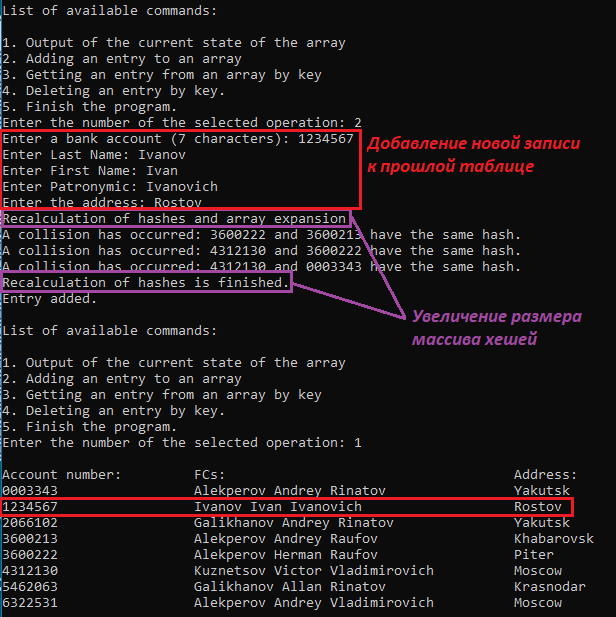 List of available commands:
1. Output of the current state of the array
2. Adding an entry to an array
3. Getting an entry from an array by key
4. Deleting an entry by key.
5. Finish the program.
Enter the number of the selected operation: 2
Enter a bank account (7 characters): 1234567
Enter Last Name: Ivanov
Enter First Name: Ivan
Enter Patronymic: Ivanovich
Enter the address: Rostov
Добавление новой записи
к прошлой таблице
Recalculation of hashes and array expansion
A collision has occurred: 3600222 and 3600213 have the same hash.
A collision has occurred: 4312130 and 3600222 have the same hash.
A collision has occurred: 4312130 and 0003343 have the same hash.
Recalculation of hashes is finished.
Entry added.
Увеличение размера
массива хешей
List of available commands:
1. Output of the current state of the array
2. Adding an entry to an array
3. Getting an entry from an array by key
4. Deleting an entry by key.
5. Finish the program.
Enter the number of the selected operation: 1
Account number: FCs: Address:
0003343 Alekperov Andrey Rinatov Yakutsk
1234567 Ivanov Ivan Ivanovich Rostov
2066102 Galikhanov Andrey Rinatov Yakutsk
3600213 Alekperov Andrey Raufov Khabarovsk
3600222 Alekperov Herman Raufov Piter
4312130 Kuznetsov Victor Vladimirovich Moscow
5462063 Galikhanov Allan Rinatov Krasnodar
6322531 Alekperov Andrey Vladimirovich Moscow